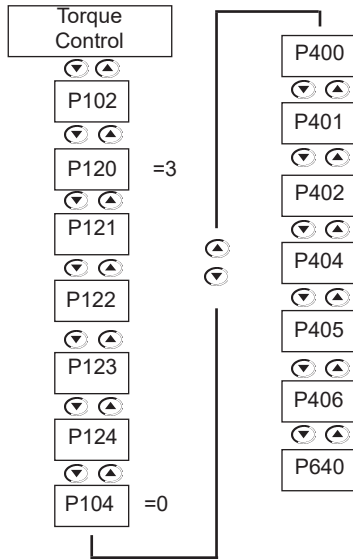 Torque
Control
P102
P120 =3
P121
P122
P123
P124
P104 =0
P400
P401
P402
P404
P405
P406
P640